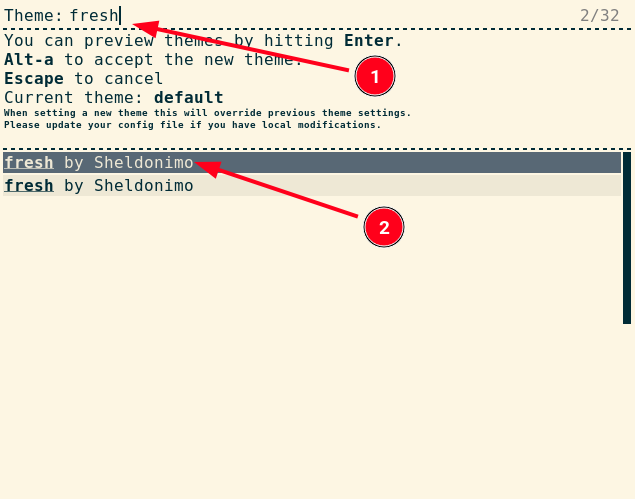 Theme: fresh 2/32
You can preview themes by hitting Enter.
Alt-a to accept the new theme.
Escape to cancel
Current theme: default
When setting a new theme this will override previous theme settings.
Please update your config file if you have local modifications.
1
fresh by Sheldonimo
fresh by Sheldonimo
2